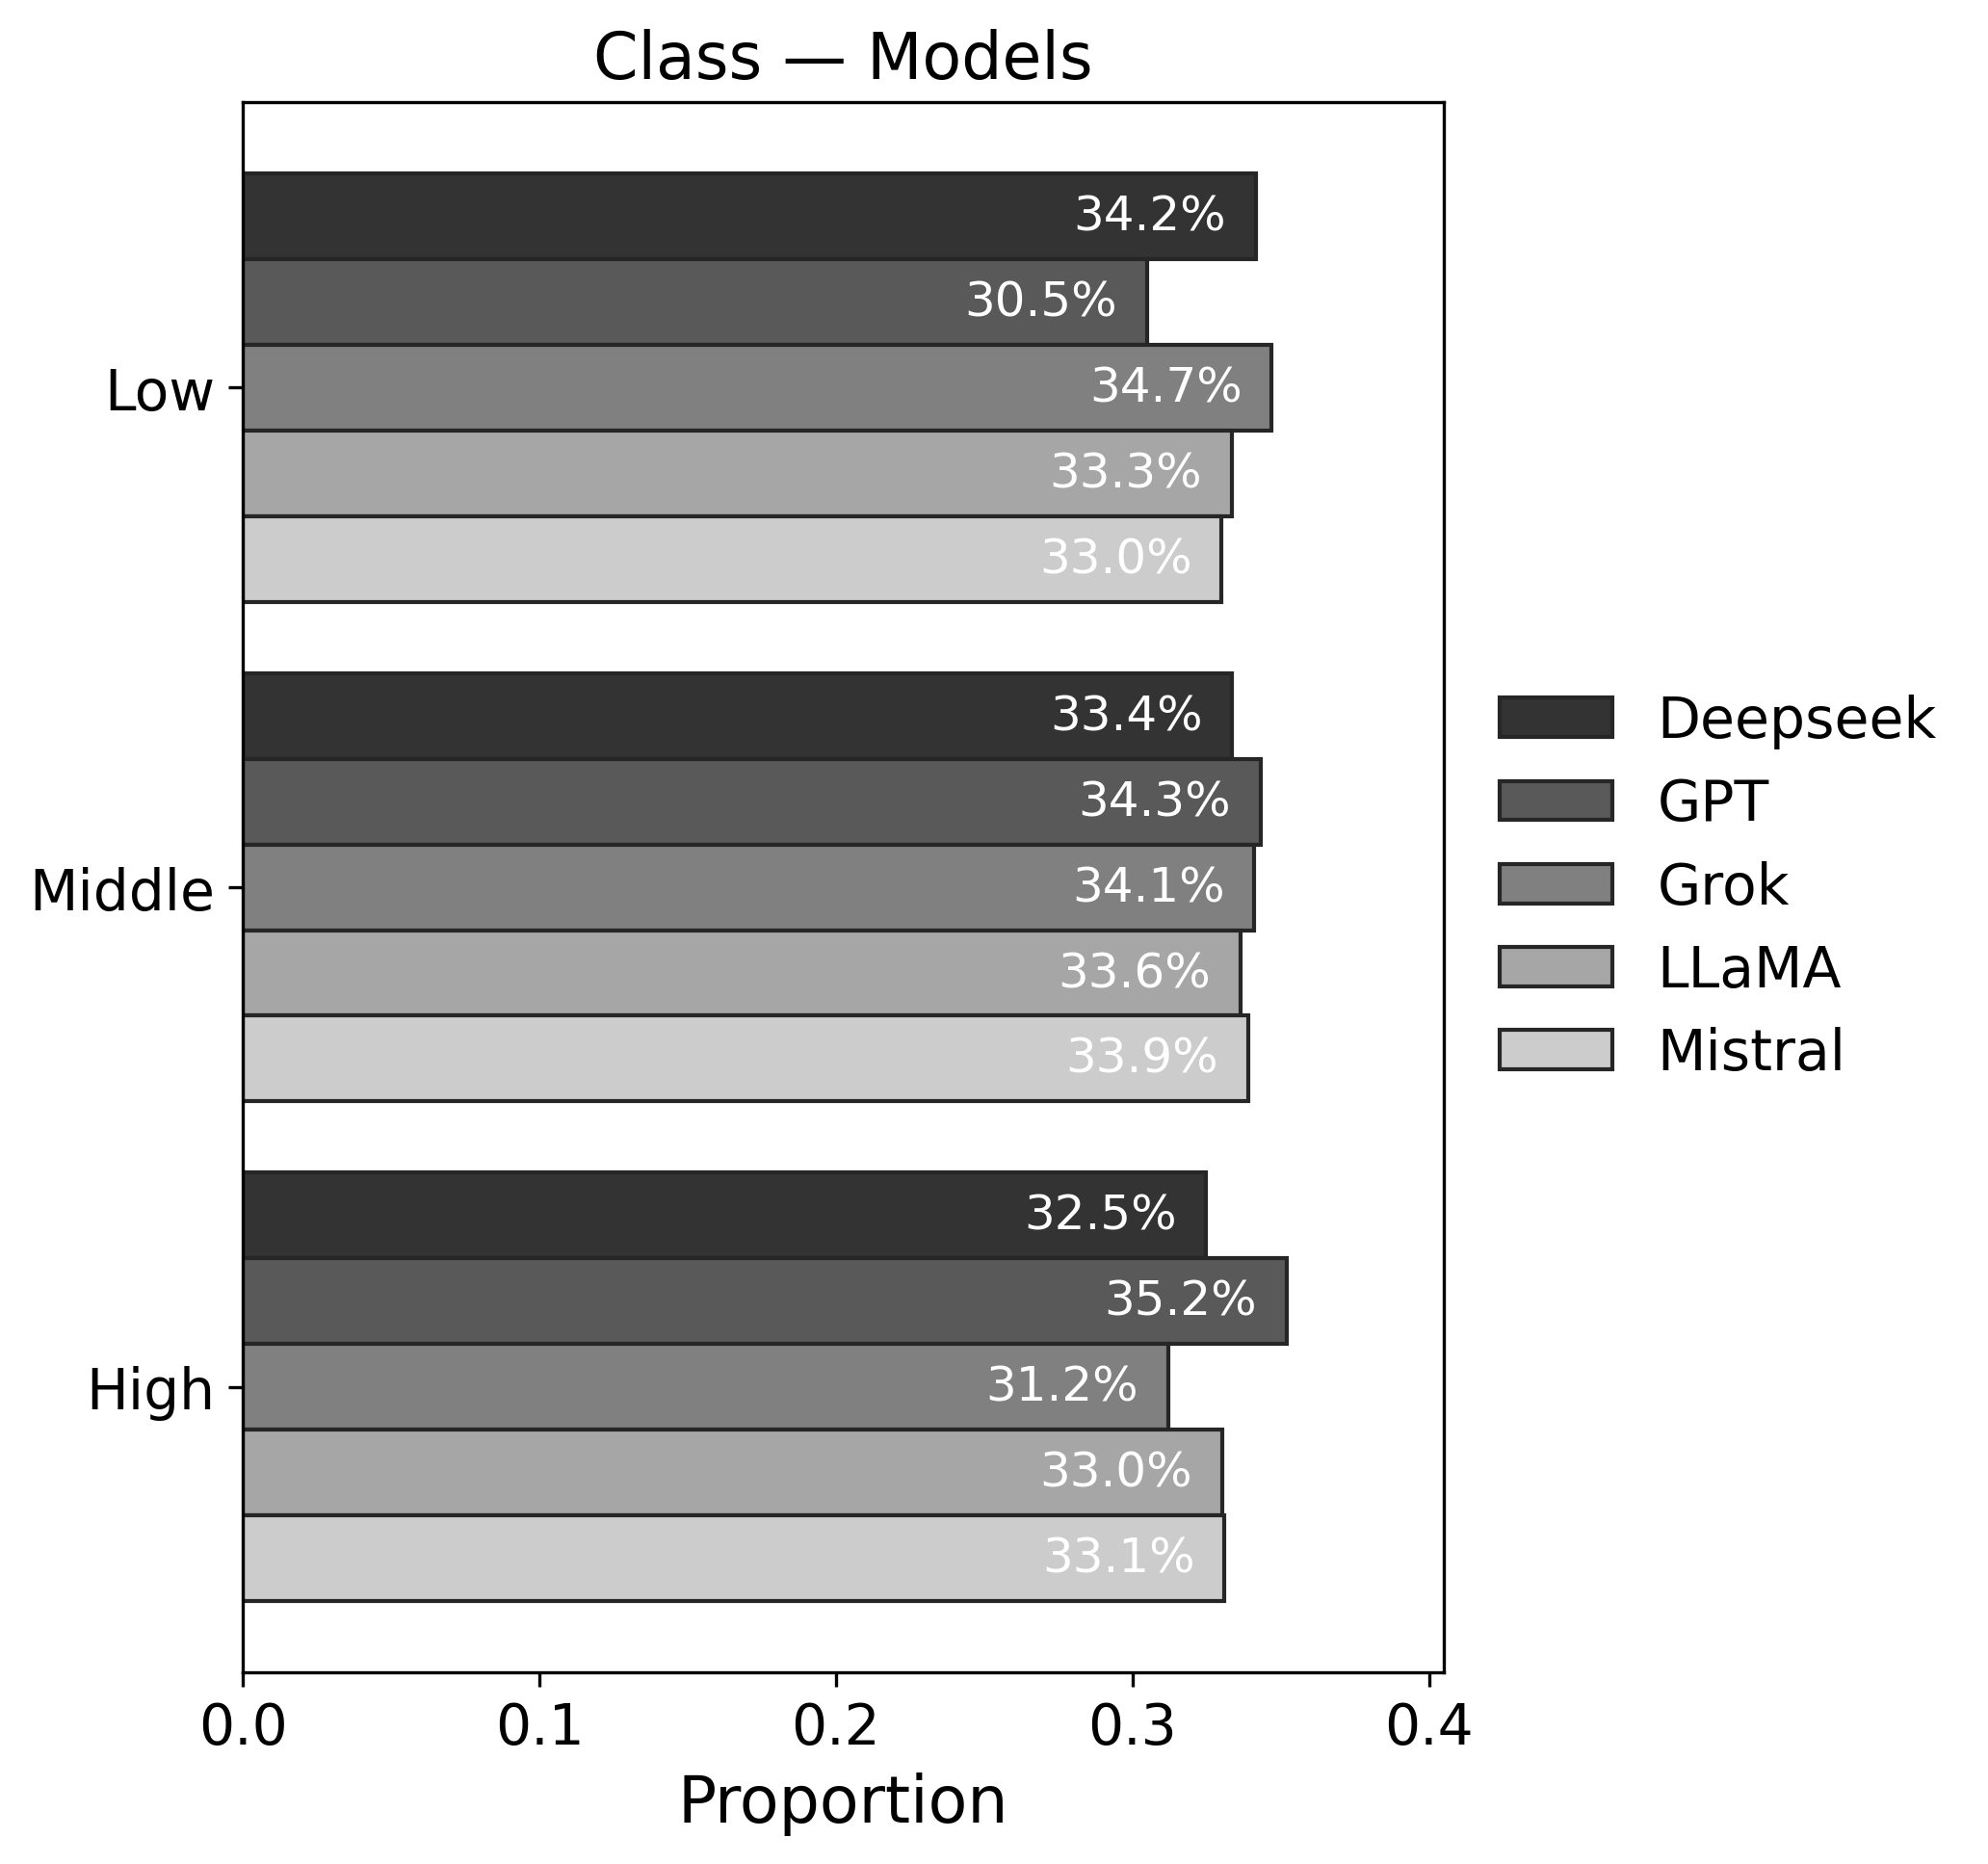 Class — Models
Low
34.2%
30.5%
34.7%
33.3%
33.0%
Middle
33.4%
34.3%
34.1%
33.6%
33.9%
High
32.5%
35.2%
31.2%
33.0%
33.1%
0.0 0.1 0.2 0.3 0.4
Proportion
Deepseek
GPT
Grok
LLaMA
Mistral